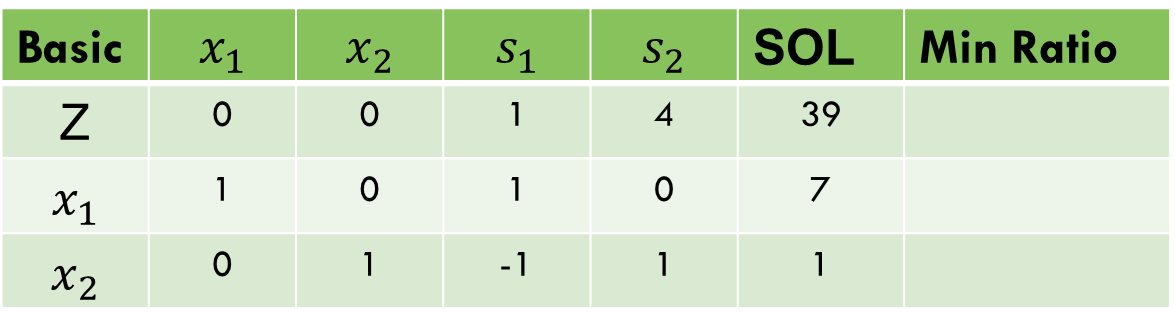 Basic x₁ x₂ s₁ s₂ SOL Min Ratio
Z 0 0 1 4 39
x₁ 1 0 1 0 7
x₂ 0 1 -1 1 1